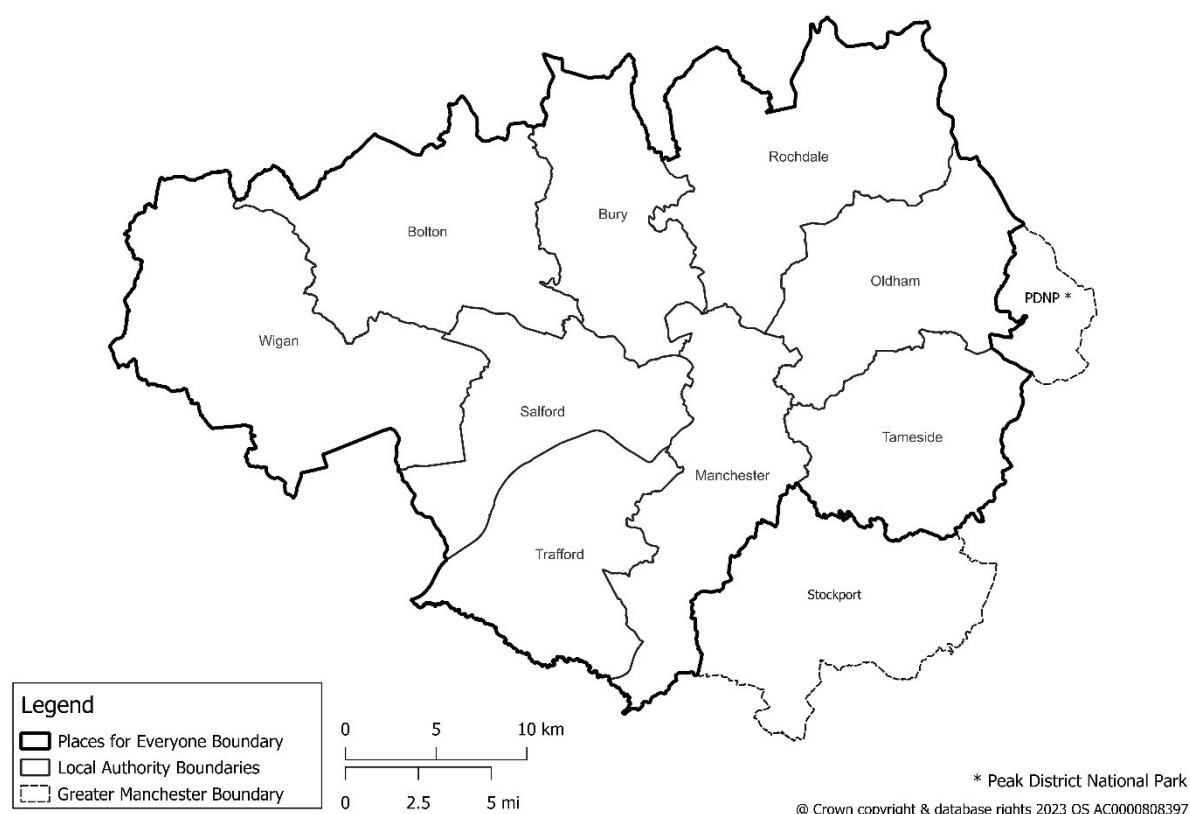 Rochdale
Bury
Bolton
Oldham
PDNP *
Wigan
Salford
Tameside
Manchester
Trafford
Stockport
Legend
Places for Everyone Boundary
Local Authority Boundaries
Greater Manchester Boundary
0 5 10 km
0 2.5 5 mi
* Peak District National Park
@ Crown copyright & database rights 2023 OS AC0000808397